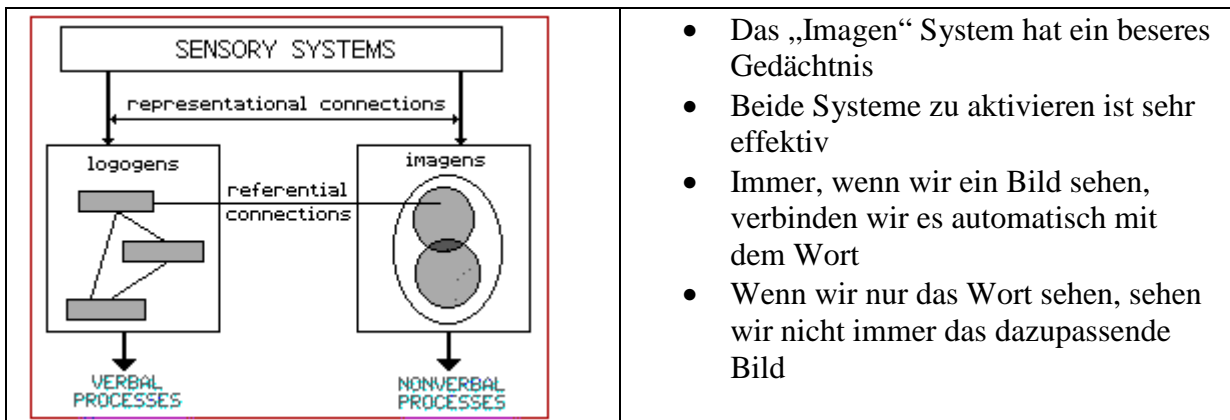 SENSORY SYSTEMS
representational connections
logogens
imagens
referential
connections
VERBAL
PROCESSES
NONVERBAL
PROCESSES
• Das „Imagen“ System hat ein beseres
Gedächtnis
• Beide Systeme zu aktivieren ist sehr
effektiv
• Immer, wenn wir ein Bild sehen,
verbinden wir es automatisch mit
dem Wort
• Wenn wir nur das Wort sehen, sehen
wir nicht immer das dazupassende
Bild